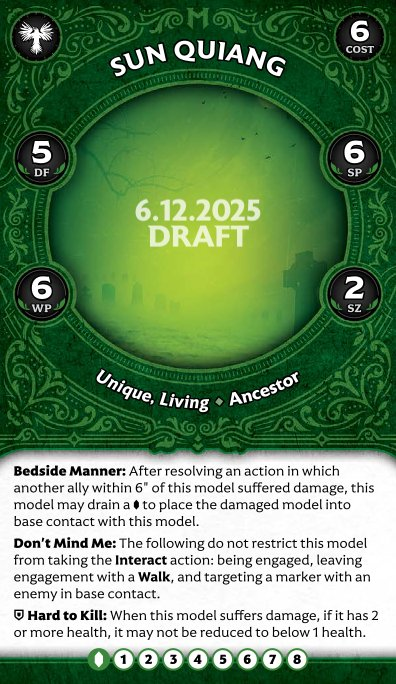 SUN QUIANG
6
COST
5
DF
6
SP
6.12.2025
DRAFT
6
WP
2
SZ
Unique, Living ◆ Ancestor
Bedside Manner: After resolving an action in which
another ally within 6" of this model suffered damage, this
model may drain a ⬮ to place the damaged model into
base contact with this model.
Don't Mind Me: The following do not restrict this model
from taking the Interact action: being engaged, leaving
engagement with a Walk, and targeting a marker with an
enemy in base contact.
Hard to Kill: When this model suffers damage, if it has 2
or more health, it may not be reduced to below 1 health.
1 2 3 4 5 6 7 8